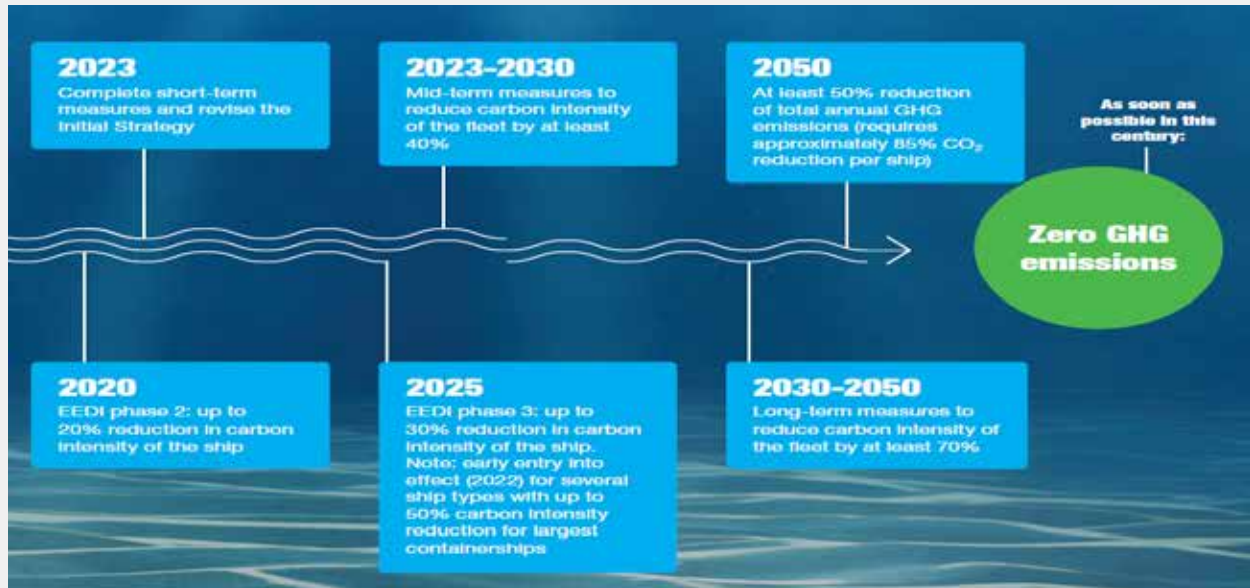 2023
Complete short-term
measures and revise the
Initial Strategy
2023-2030
Mid-term measures to
reduce carbon intensity
of the fleet by at least
40%
2050
At least 50% reduction
of total annual GHG
emissions (requires
approximately 85% CO₂
reduction per ship)
As soon as
possible in this
century:
Zero GHG
emissions
2020
EEDI phase 2: up to
20% reduction in carbon
intensity of the ship
2025
EEDI phase 3: up to
30% reduction in carbon
intensity of the ship.
Note: early entry into
effect (2022) for several
ship types with up to
50% carbon intensity
reduction for largest
containerships
2030-2050
Long-term measures to
reduce carbon intensity of
the fleet by at least 70%